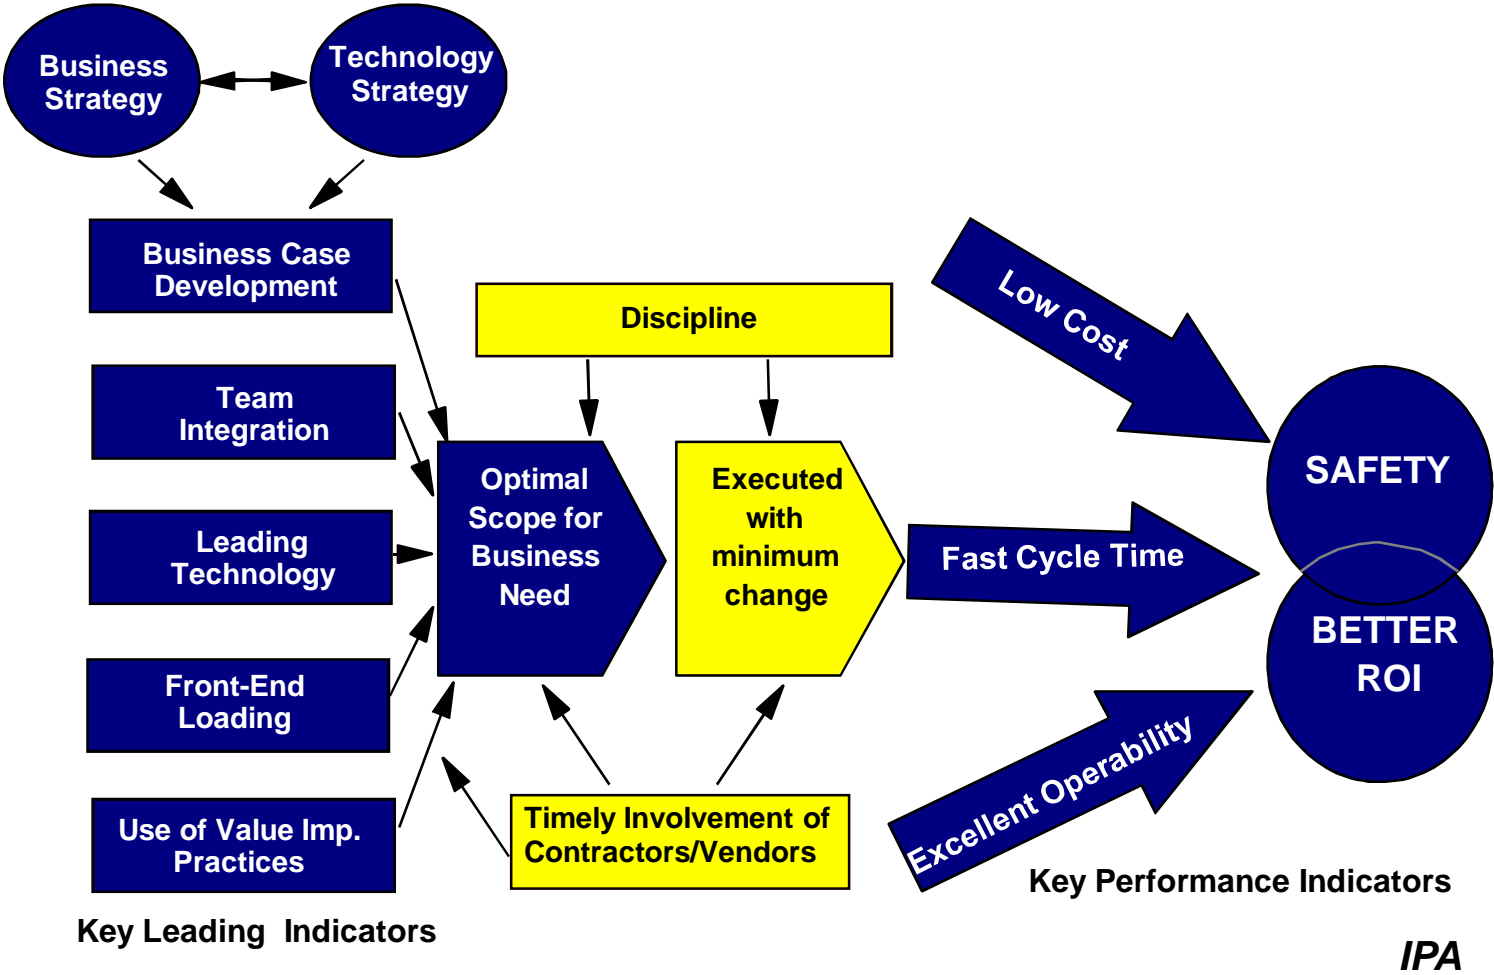 Business
Strategy
Technology
Strategy
Business Case
Development
Team
Integration
Leading
Technology
Front-End
Loading
Use of Value Imp.
Practices
Key Leading  Indicators
Discipline
Optimal
Scope for
Business
Need
Executed
with
minimum
change
Timely Involvement of
Contractors/Vendors
Low Cost
Fast Cycle Time
Excellent Operability
SAFETY
BETTER
ROI
Key Performance Indicators
IPA